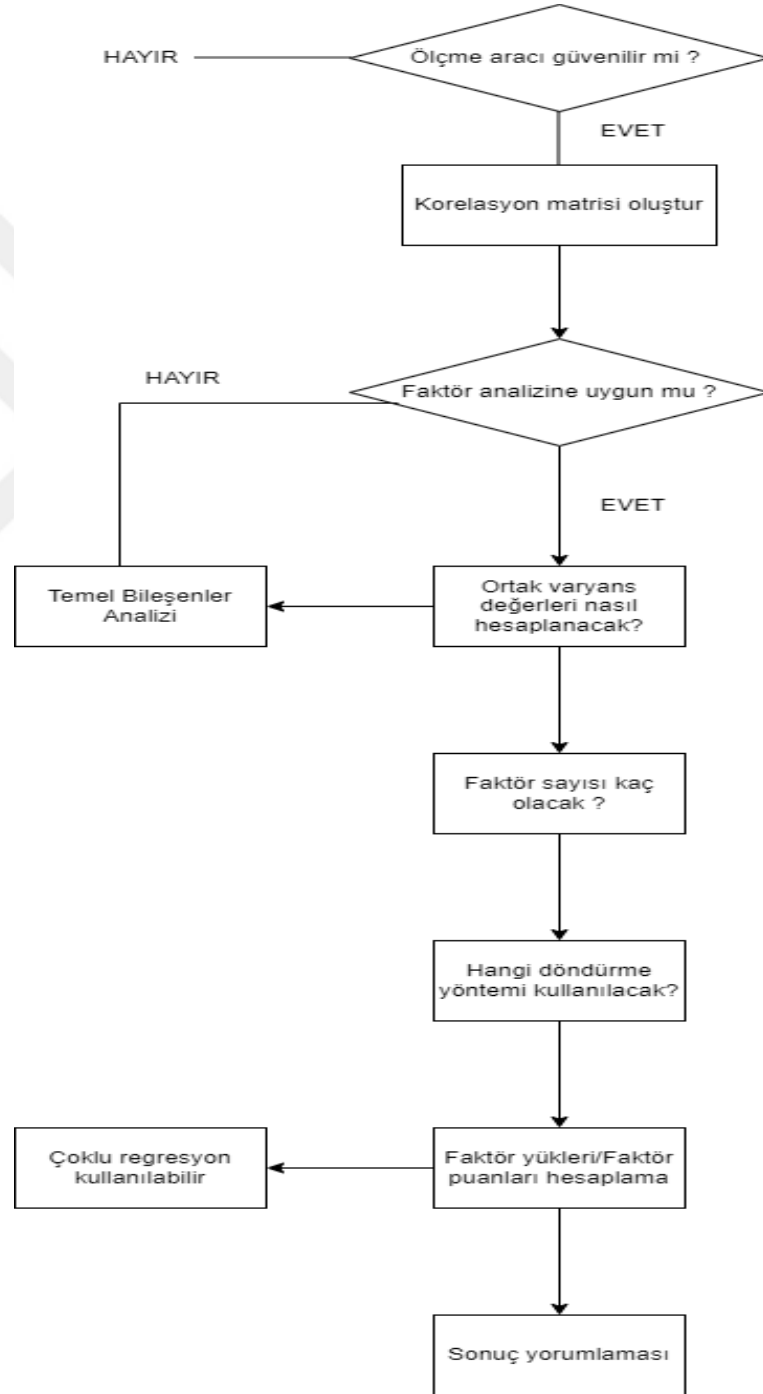 HAYIR
Ölçme aracı güvenilir mi ?
EVET
Korelasyon matrisi oluştur
HAYIR
Faktör analizine uygun mu ?
EVET
Temel Bileşenler
Analizi
Ortak varyans
değerleri nasıl
hesaplanacak?
Faktör sayısı kaç
olacak ?
Hangi döndürme
yöntemi kullanılacak?
Çoklu regresyon
kullanılabilir
Faktör yükleri/Faktör
puanları hesaplama
Sonuç yorumlaması